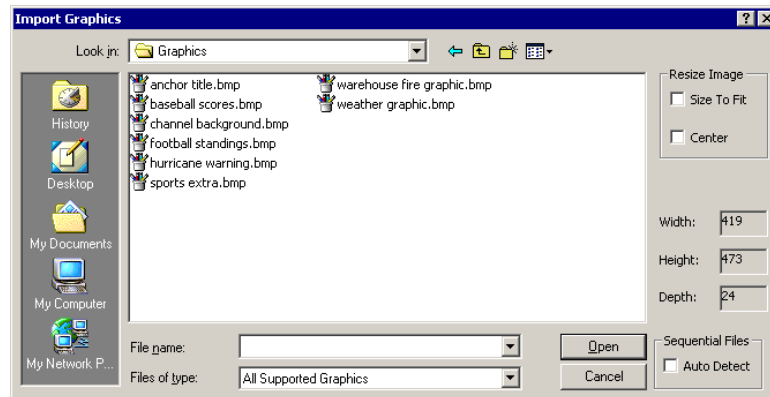 Import Graphics
Look in: Graphics
History
Desktop
My Documents
My Computer
My Network P...
anchor title.bmp
baseball scores.bmp
channel background.bmp
football standings.bmp
hurricane warning.bmp
sports extra.bmp
warehouse fire graphic.bmp
weather graphic.bmp
Resize Image
Size To Fit
Center
Width: 419
Height: 473
Depth: 24
File name:
Open
Files of type: All Supported Graphics
Cancel
Sequential Files
Auto Detect